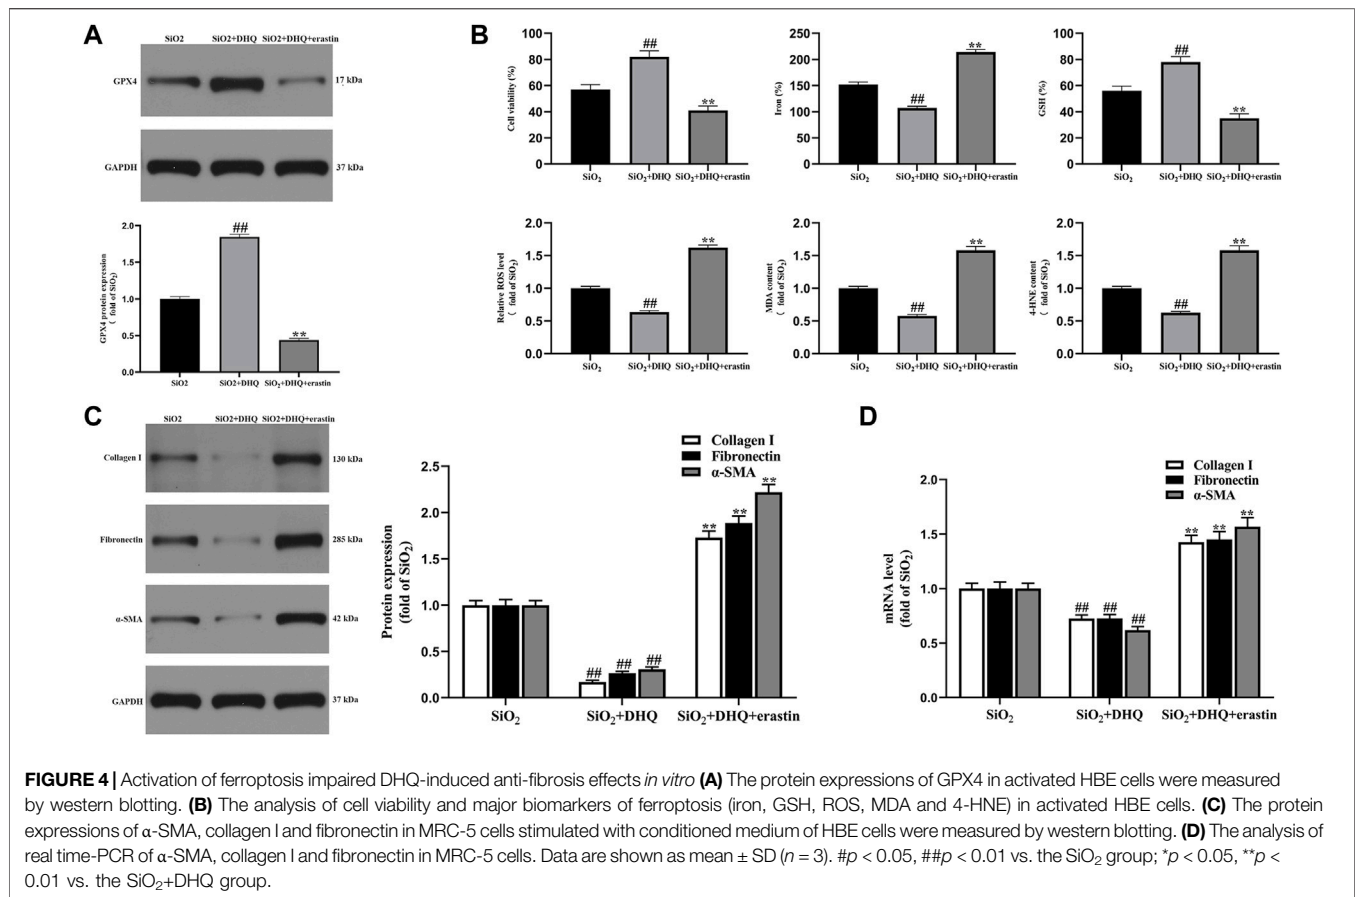 A
SiO2 SiO2+DHQ SiO2+DHQ+erastin
GPX4 17 kDa
GAPDH 37 kDa
GPX4 protein expression
( fold of SiO2)
2.0
1.5
1.0
0.5
0.0
##
**
SiO2 SiO2+DHQ SiO2+DHQ+erastin
B
Cell viability (%)
100
80
60
40
20
0
##
**
SiO2 SiO2+DHQ SiO2+DHQ+erastin
Iron (%)
250
200
150
100
50
0
##
**
SiO2 SiO2+DHQ SiO2+DHQ+erastin
GSH (%)
100
80
60
40
20
0
##
**
SiO2 SiO2+DHQ SiO2+DHQ+erastin
Relative ROS level
( fold of SiO2)
2.0
1.5
1.0
0.5
0.0
##
**
SiO2 SiO2+DHQ SiO2+DHQ+erastin
MDA content
( fold of SiO2)
2.0
1.5
1.0
0.5
0.0
##
**
SiO2 SiO2+DHQ SiO2+DHQ+erastin
4-HNE content
( fold of SiO2)
2.0
1.5
1.0
0.5
0.0
##
**
SiO2 SiO2+DHQ SiO2+DHQ+erastin
C
SiO2 SiO2+DHQ SiO2+DHQ+erastin
Collagen I 130 kDa
Fibronectin 285 kDa
α-SMA 42 kDa
GAPDH 37 kDa
Collagen I
Fibronectin
α-SMA
Protein expression
(fold of SiO2)
2.5
2.0
1.5
1.0
0.5
0.0
## ## ##
** ** **
SiO2 SiO2+DHQ SiO2+DHQ+erastin
D
Collagen I
Fibronectin
α-SMA
mRNA level
(fold of SiO2)
2.0
1.5
1.0
0.5
0.0
## ## ##
** ** **
SiO2 SiO2+DHQ SiO2+DHQ+erastin
FIGURE 4 | Activation of ferroptosis impaired DHQ-induced anti-fibrosis effects in vitro (A) The protein expressions of GPX4 in activated HBE cells were measured
by western blotting. (B) The analysis of cell viability and major biomarkers of ferroptosis (iron, GSH, ROS, MDA and 4-HNE) in activated HBE cells. (C) The protein
expressions of α-SMA, collagen I and fibronectin in MRC-5 cells stimulated with conditioned medium of HBE cells were measured by western blotting. (D) The analysis of
real time-PCR of α-SMA, collagen I and fibronectin in MRC-5 cells. Data are shown as mean ± SD (n = 3). #p < 0.05, ##p < 0.01 vs. the SiO2 group; *p < 0.05, **p <
0.01 vs. the SiO2+DHQ group.